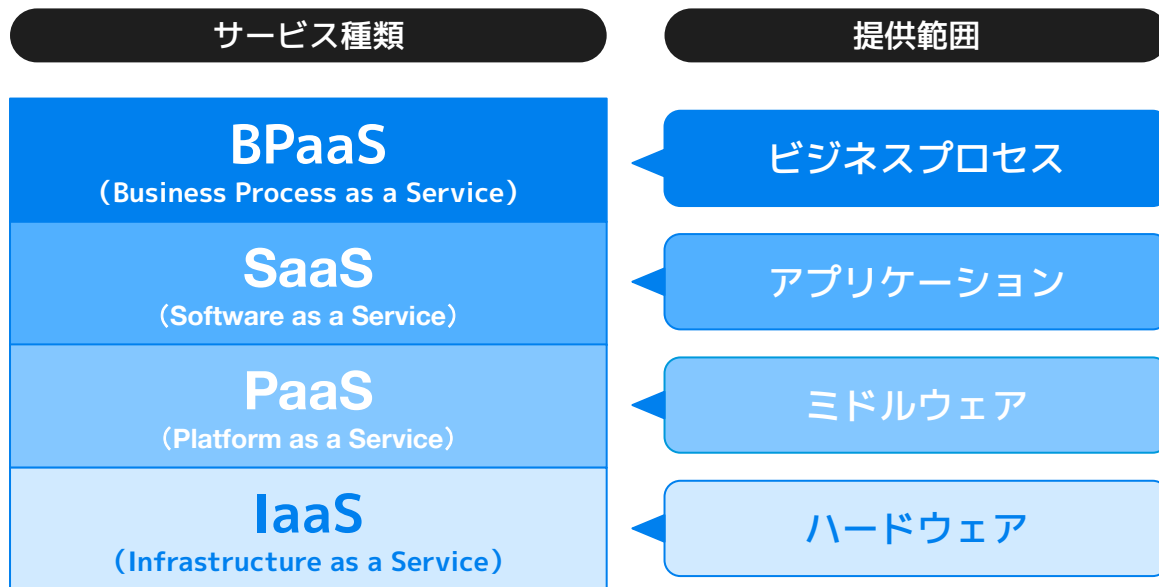 サービス種類
提供範囲
BPaaS
（Business Process as a Service）
ビジネスプロセス
SaaS
（Software as a Service）
アプリケーション
PaaS
（Platform as a Service）
ミドルウェア
IaaS
（Infrastructure as a Service）
ハードウェア